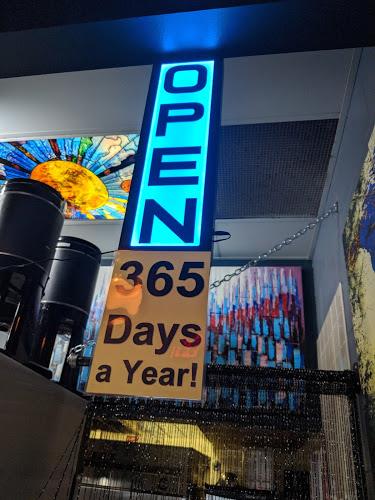 OPEN
365
Days
a Year!